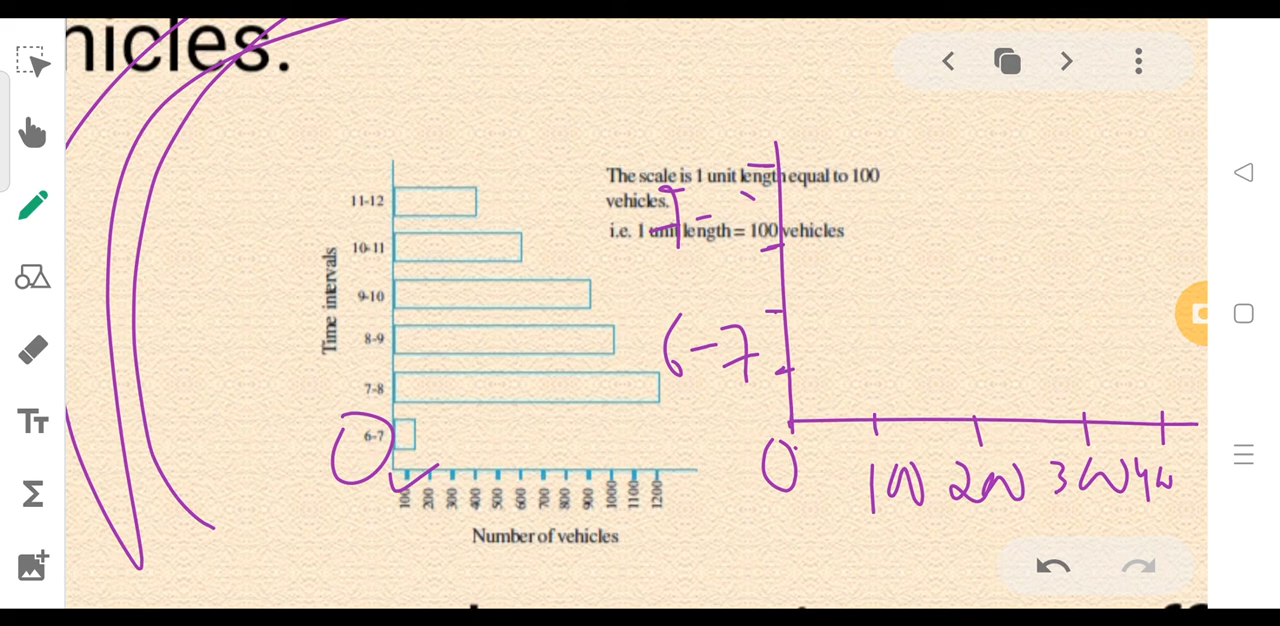 hicles.
The scale is 1 unit length equal to 100
vehicles.
i.e. 1 unit length = 100 vehicles
Time intervals
11-12
10-11
9-10
8-9
7-8
6-7
100 200 300 400 500 600 700 800 900 1000 1100 1200
Number of vehicles
6-7
0 100 200 300 400
Tт
Σ